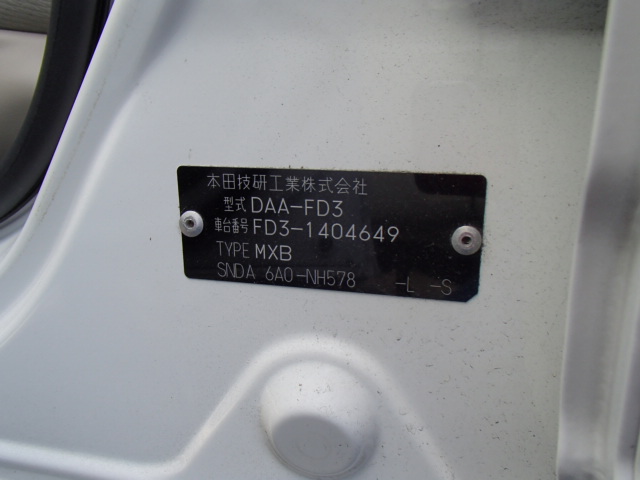 本田技研工業株式会社
型式 DAA-FD3
車台番号 FD3-1404649
TYPE MXB
SNDA 6A0-NH578 -L -S